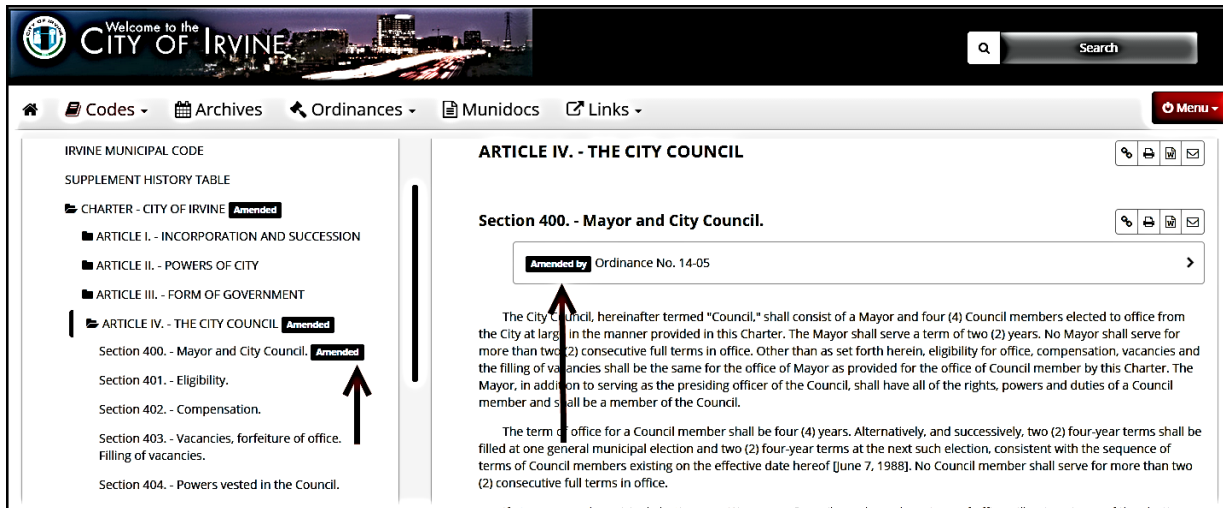 Welcome to the
CITY OF IRVINE
Search
Codes
Archives
Ordinances
Munidocs
Links
Menu
IRVINE MUNICIPAL CODE
SUPPLEMENT HISTORY TABLE
CHARTER - CITY OF IRVINE Amended
ARTICLE I. - INCORPORATION AND SUCCESSION
ARTICLE II. - POWERS OF CITY
ARTICLE III. - FORM OF GOVERNMENT
ARTICLE IV. - THE CITY COUNCIL Amended
Section 400. - Mayor and City Council. Amended
Section 401. - Eligibility.
Section 402. - Compensation.
Section 403. - Vacancies, forfeiture of office.
Filling of vacancies.
Section 404. - Powers vested in the Council.
ARTICLE IV. - THE CITY COUNCIL
Section 400. - Mayor and City Council.
Amended by Ordinance No. 14-05
The City Council, hereinafter termed "Council," shall consist of a Mayor and four (4) Council members elected to office from
the City at large in the manner provided in this Charter. The Mayor shall serve a term of two (2) years. No Mayor shall serve for
more than two (2) consecutive full terms in office. Other than as set forth herein, eligibility for office, compensation, vacancies and
the filling of vacancies shall be the same for the office of Mayor as provided for the office of Council member by this Charter. The
Mayor, in addition to serving as the presiding officer of the Council, shall have all of the rights, powers and duties of a Council
member and shall be a member of the Council.
The term of office for a Council member shall be four (4) years. Alternatively, and successively, two (2) four-year terms shall be
filled at one general municipal election and two (2) four-year terms at the next such election, consistent with the sequence of
terms of Council members existing on the effective date hereof [June 7, 1988]. No Council member shall serve for more than two
(2) consecutive full terms in office.